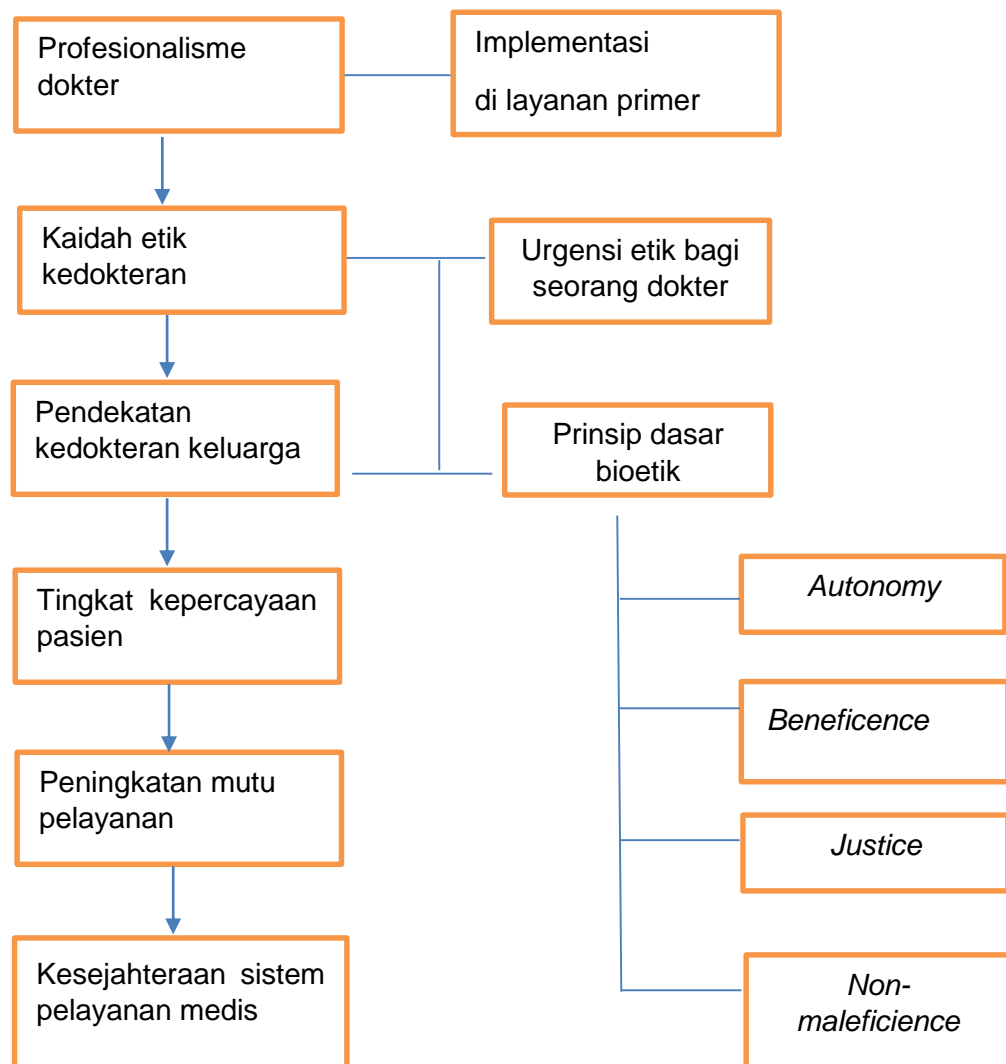 Profesionalisme
dokter
Implementasi
di layanan primer
Kaidah etik
kedokteran
Urgensi etik bagi
seorang dokter
Pendekatan
kedokteran keluarga
Prinsip dasar
bioetik
Tingkat kepercayaan
pasien
Autonomy
Beneficence
Peningkatan mutu
pelayanan
Justice
Kesejahteraan sistem
pelayanan medis
Non-
maleficience